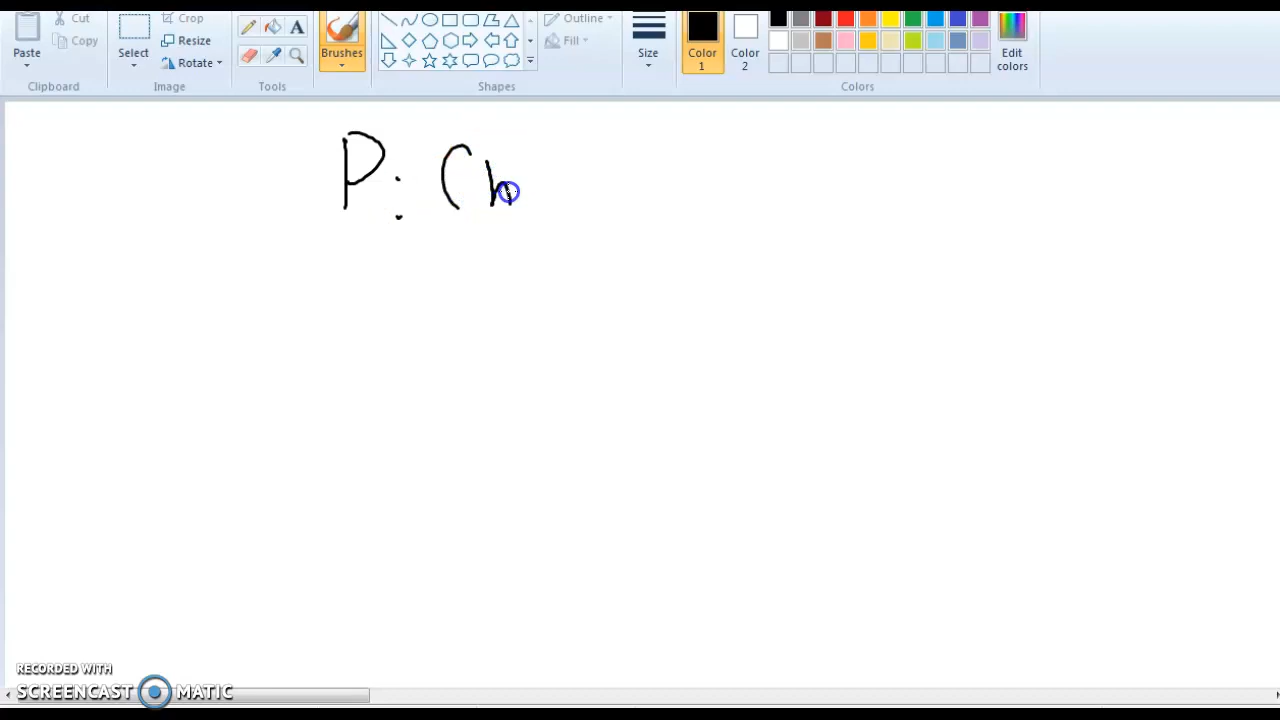 Cut
Crop
Outline
Copy
Resize
Fill
Paste
Select
Rotate
A
Brushes
Size
Color 1
Color 2
Edit colors
Clipboard
Image
Tools
Shapes
Colors
P: Ch
RECORDED WITH
SCREENCAST MATIC